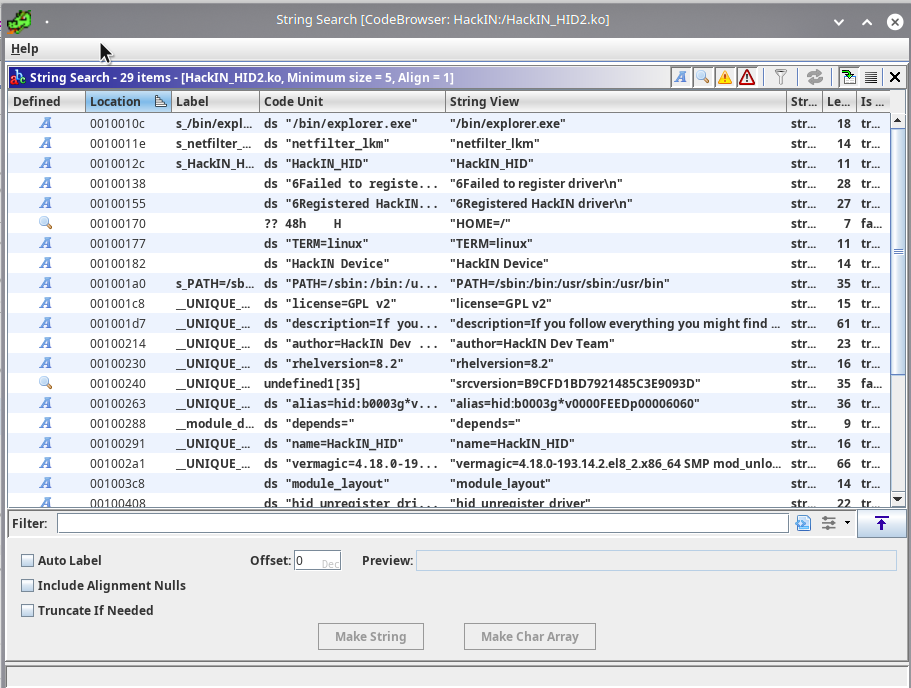 String Search [CodeBrowser: HackIN:/HackIN_HID2.ko]
Help
String Search - 29 items - [HackIN_HID2.ko, Minimum size = 5, Align = 1]
Defined Location Label Code Unit String View Str... Le... Is ...
A 0010010c s_/bin/expl... ds "/bin/explorer.exe" "/bin/explorer.exe" str... 18 tr...
A 0010011e s_netfilter_... ds "netfilter_lkm" "netfilter_lkm" str... 14 tr...
A 0010012c s_HackIN_H... ds "HackIN_HID" "HackIN_HID" str... 11 tr...
A 00100138 ds "6Failed to registe... "6Failed to register driver\n" str... 28 tr...
A 00100155 ds "6Registered HackIN... "6Registered HackIN driver\n" str... 27 tr...
00100170 ?? 48h H "HOME=/" str... 7 fa...
A 00100177 ds "TERM=linux" "TERM=linux" str... 11 tr...
A 00100182 ds "HackIN Device" "HackIN Device" str... 14 tr...
A 001001a0 s_PATH=/sb... ds "PATH=/sbin:/bin:/u... "PATH=/sbin:/bin:/usr/sbin:/usr/bin" str... 35 tr...
A 001001c8 __UNIQUE_... ds "license=GPL v2" "license=GPL v2" str... 15 tr...
A 001001d7 __UNIQUE_... ds "description=If you... "description=If you follow everything you might find ... str... 61 tr...
A 00100214 __UNIQUE_... ds "author=HackIN Dev ... "author=HackIN Dev Team" str... 23 tr...
A 00100230 __UNIQUE_... ds "rhelversion=8.2" "rhelversion=8.2" str... 16 tr...
00100240 __UNIQUE_... undefined1[35] "srcversion=B9CFD1BD7921485C3E9093D" str... 35 fa...
A 00100263 __UNIQUE_... ds "alias=hid:b0003g*v... "alias=hid:b0003g*v0000FEEDp00006060" str... 36 tr...
A 00100288 __module_d... ds "depends=" "depends=" str... 9 tr...
A 00100291 __UNIQUE_... ds "name=HackIN_HID" "name=HackIN_HID" str... 16 tr...
A 001002a1 __UNIQUE_... ds "vermagic=4.18.0-19... "vermagic=4.18.0-193.14.2.el8_2.x86_64 SMP mod_unlo... str... 66 tr...
A 001003c8 ds "module_layout" "module_layout" str... 14 tr...
A 00100408 ds "hid_unregister_dri... "hid_unregister_driver" str... 22 tr...
Filter:
Auto Label Offset: 0 Dec Preview:
Include Alignment Nulls
Truncate If Needed
Make String Make Char Array